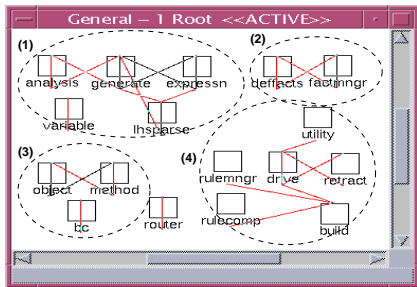 General – 1 Root <<ACTIVE>>
(1)
(2)
analysis generate expressn
deffacts factmngr
variable lhsparse
utility
(3)
(4)
object method
rulemngr drive retract
bc router
rulecomp build